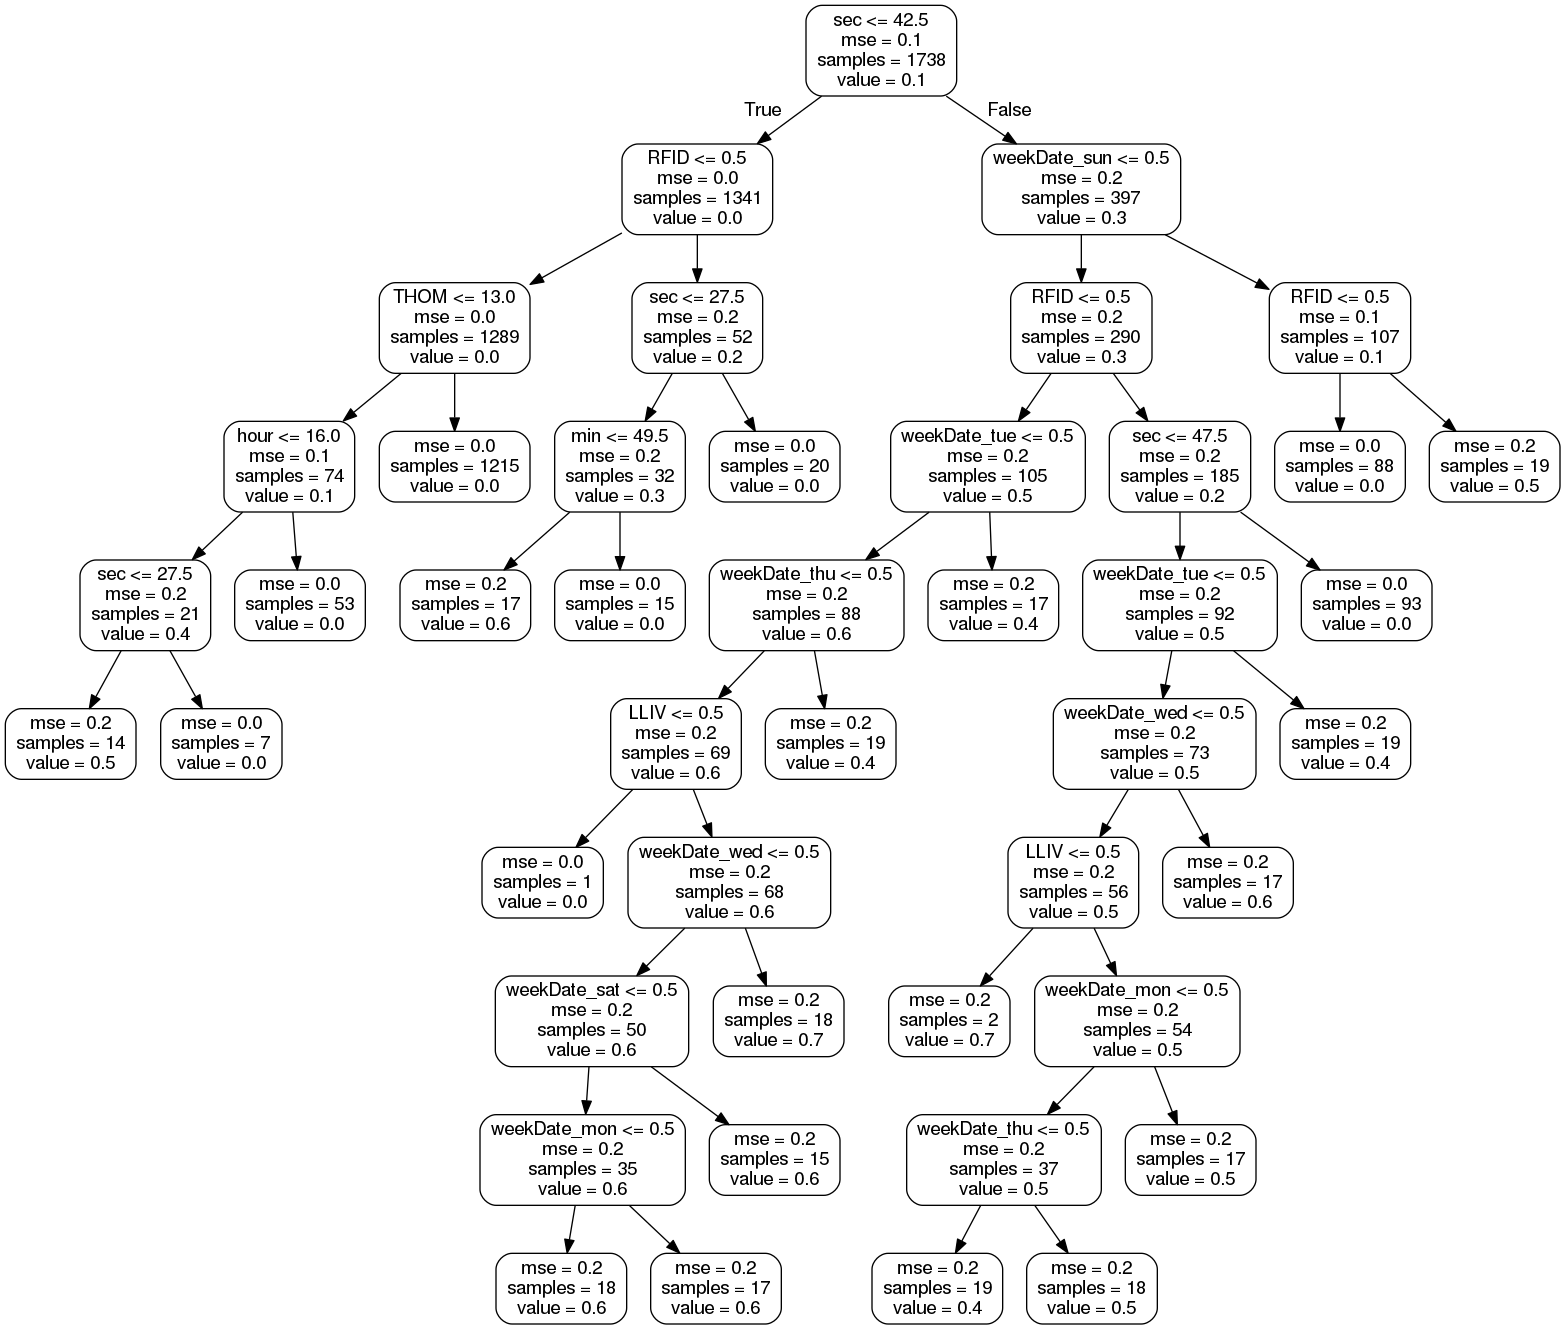 sec <= 42.5
mse = 0.1
samples = 1738
value = 0.1
True
False
RFID <= 0.5
mse = 0.0
samples = 1341
value = 0.0
weekDate_sun <= 0.5
mse = 0.2
samples = 397
value = 0.3
THOM <= 13.0
mse = 0.0
samples = 1289
value = 0.0
sec <= 27.5
mse = 0.2
samples = 52
value = 0.2
RFID <= 0.5
mse = 0.2
samples = 290
value = 0.3
RFID <= 0.5
mse = 0.1
samples = 107
value = 0.1
hour <= 16.0
mse = 0.1
samples = 74
value = 0.1
mse = 0.0
samples = 1215
value = 0.0
min <= 49.5
mse = 0.2
samples = 32
value = 0.3
mse = 0.0
samples = 20
value = 0.0
weekDate_tue <= 0.5
mse = 0.2
samples = 105
value = 0.5
sec <= 47.5
mse = 0.2
samples = 185
value = 0.2
mse = 0.0
samples = 88
value = 0.0
mse = 0.2
samples = 19
value = 0.5
sec <= 27.5
mse = 0.2
samples = 21
value = 0.4
mse = 0.0
samples = 53
value = 0.0
mse = 0.2
samples = 17
value = 0.6
mse = 0.0
samples = 15
value = 0.0
weekDate_thu <= 0.5
mse = 0.2
samples = 88
value = 0.6
mse = 0.2
samples = 17
value = 0.4
weekDate_tue <= 0.5
mse = 0.2
samples = 92
value = 0.5
mse = 0.0
samples = 93
value = 0.0
mse = 0.2
samples = 14
value = 0.5
mse = 0.0
samples = 7
value = 0.0
LLIV <= 0.5
mse = 0.2
samples = 69
value = 0.6
mse = 0.2
samples = 19
value = 0.4
weekDate_wed <= 0.5
mse = 0.2
samples = 73
value = 0.5
mse = 0.2
samples = 19
value = 0.4
mse = 0.0
samples = 1
value = 0.0
weekDate_wed <= 0.5
mse = 0.2
samples = 68
value = 0.6
LLIV <= 0.5
mse = 0.2
samples = 56
value = 0.5
mse = 0.2
samples = 17
value = 0.6
weekDate_sat <= 0.5
mse = 0.2
samples = 50
value = 0.6
mse = 0.2
samples = 18
value = 0.7
mse = 0.2
samples = 2
value = 0.7
weekDate_mon <= 0.5
mse = 0.2
samples = 54
value = 0.5
weekDate_mon <= 0.5
mse = 0.2
samples = 35
value = 0.6
mse = 0.2
samples = 15
value = 0.6
weekDate_thu <= 0.5
mse = 0.2
samples = 37
value = 0.5
mse = 0.2
samples = 17
value = 0.5
mse = 0.2
samples = 18
value = 0.6
mse = 0.2
samples = 17
value = 0.6
mse = 0.2
samples = 19
value = 0.4
mse = 0.2
samples = 18
value = 0.5